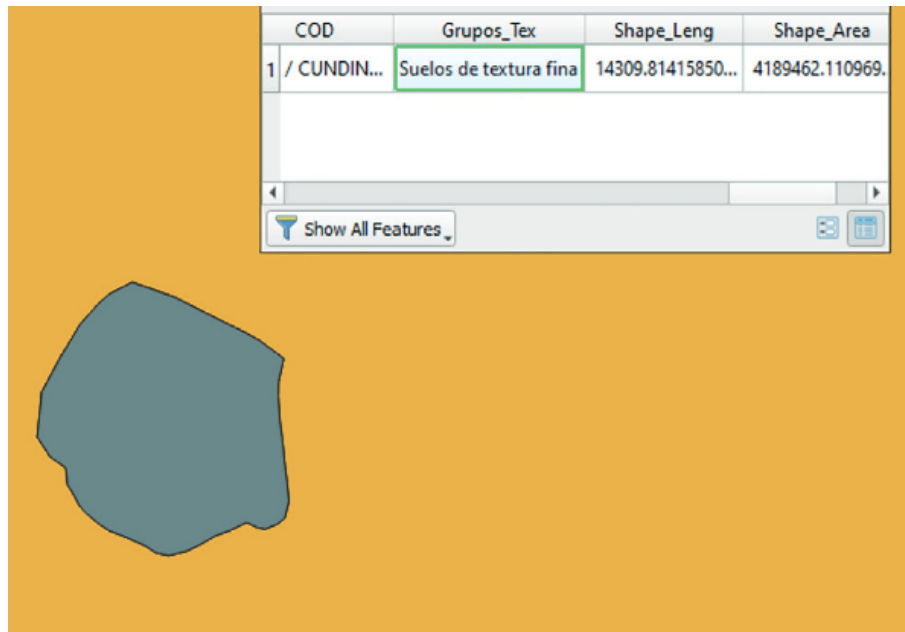 COD Grupos_Tex Shape_Leng Shape_Area
1 / CUNDIN... Suelos de textura fina 14309.81415850... 4189462.110969.
Show All Features